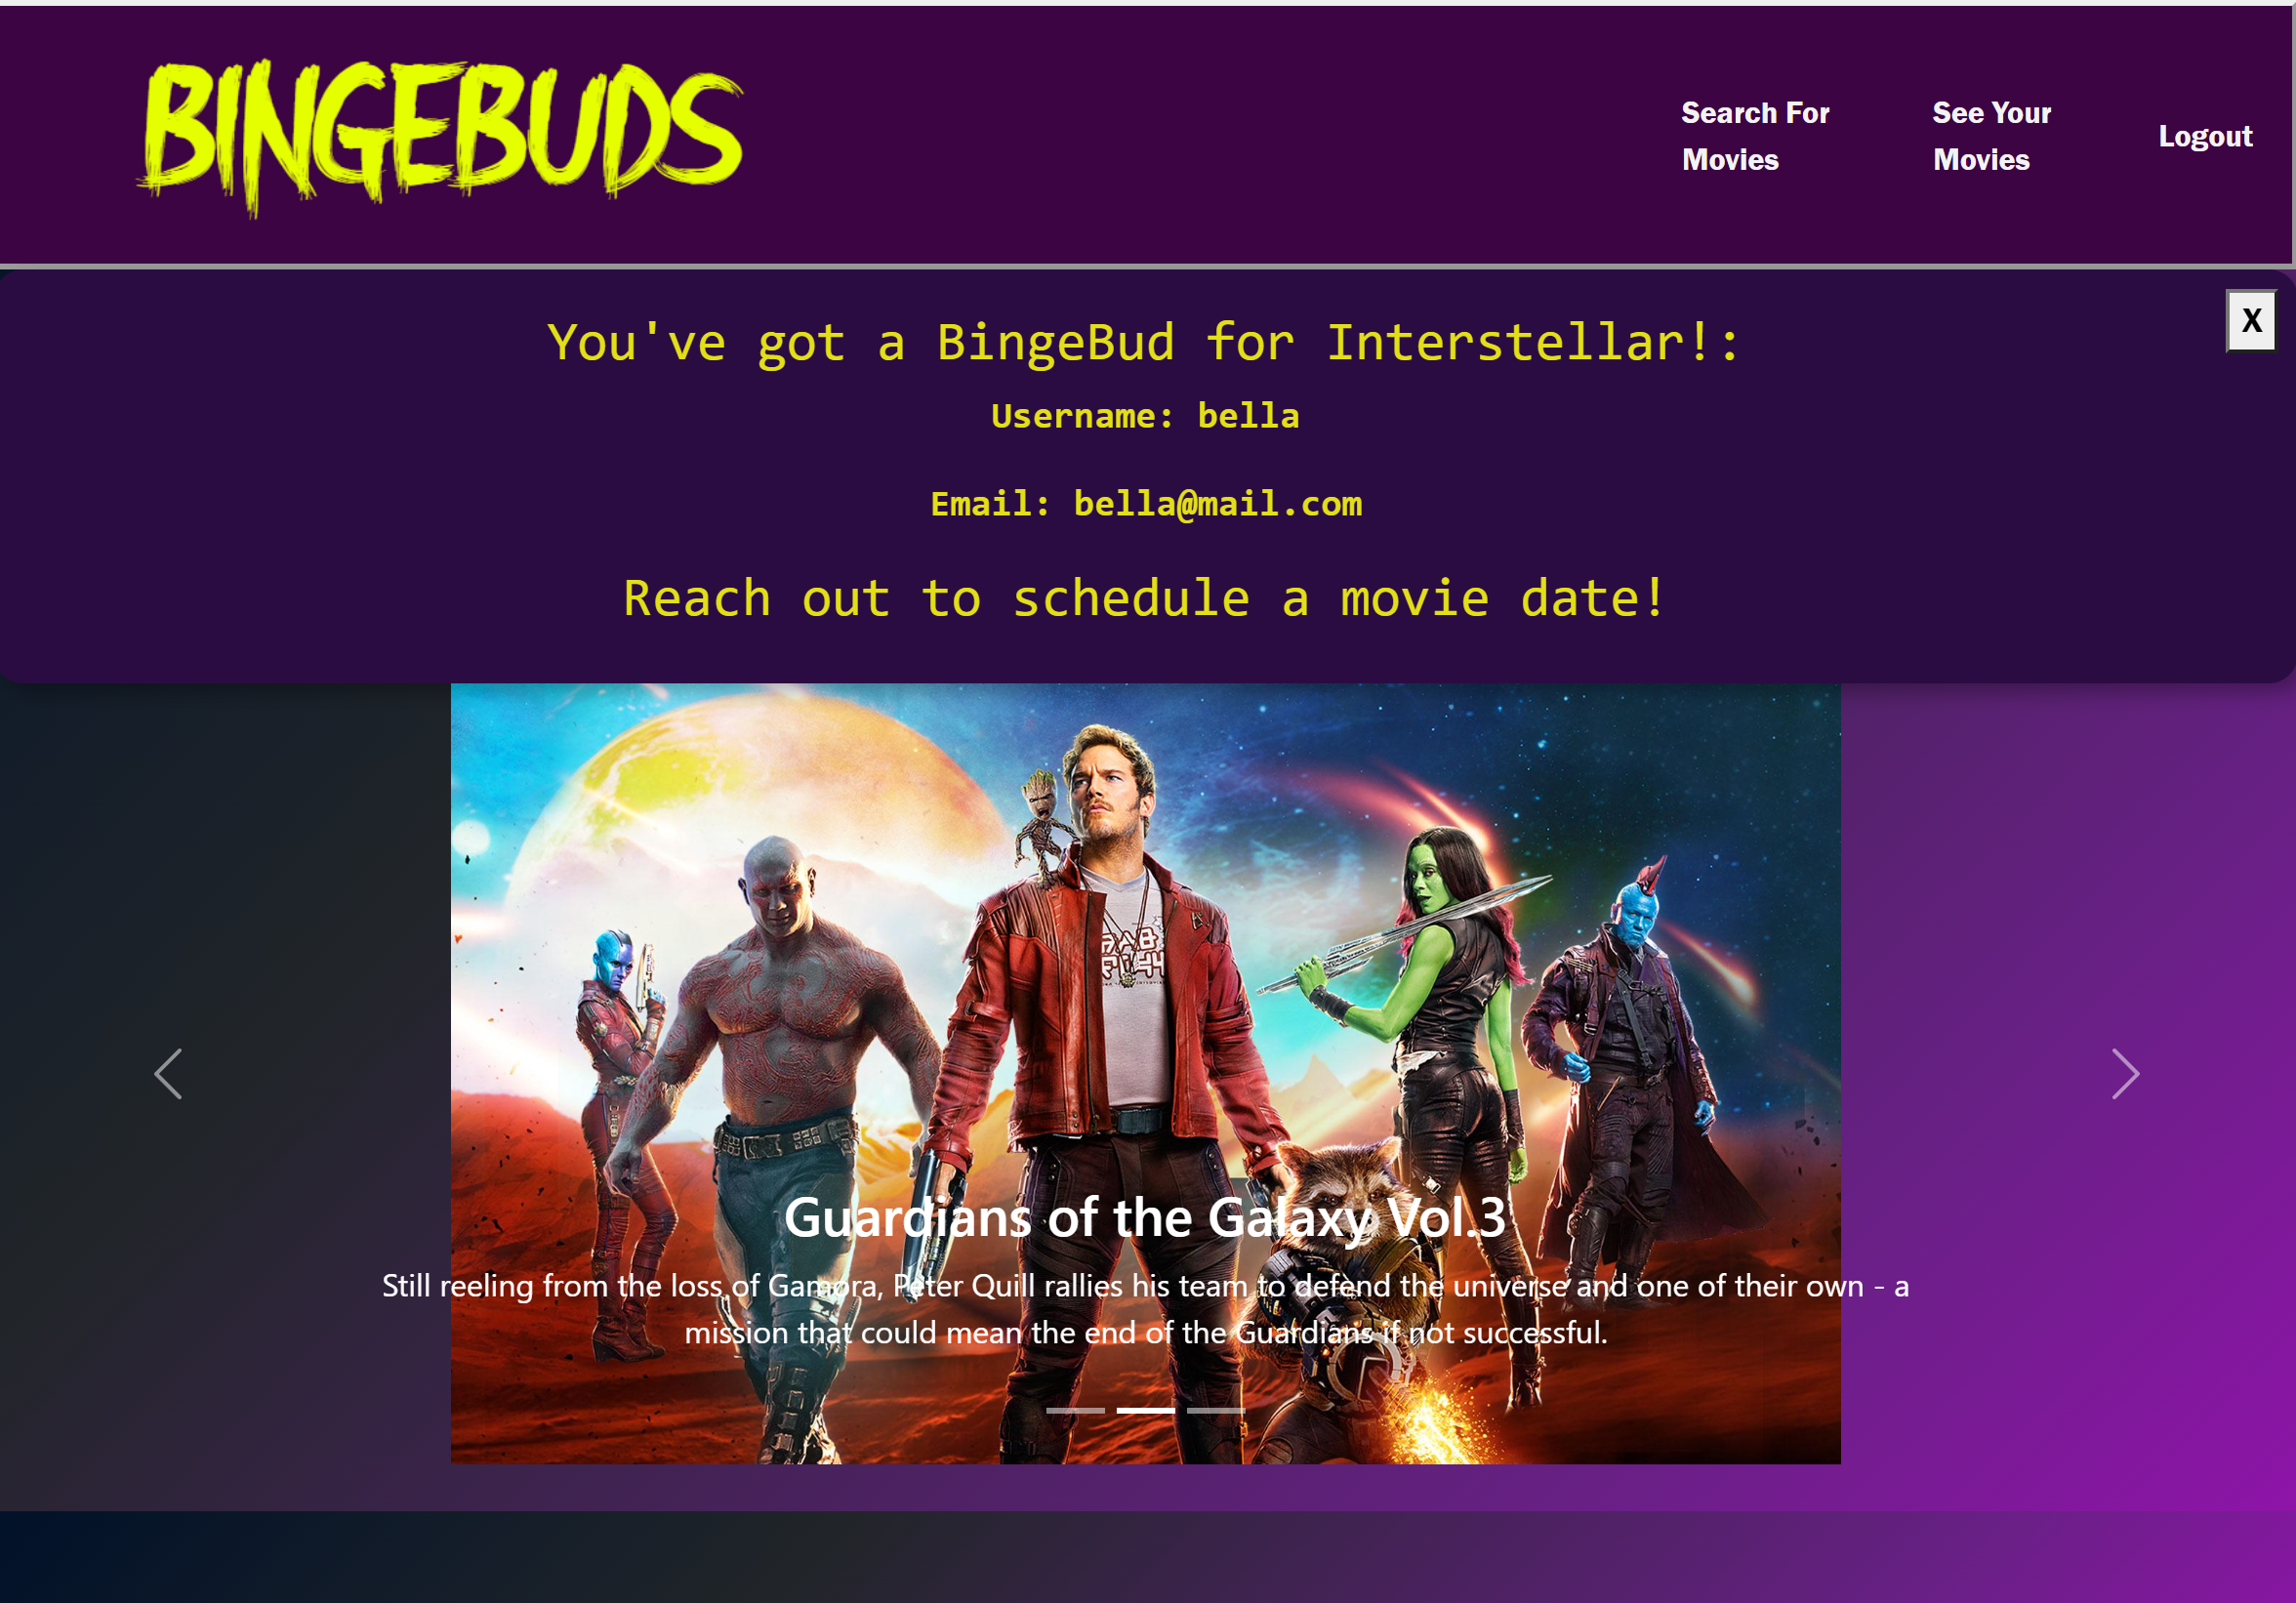 BINGEBUDS
Search For
Movies
See Your
Movies
Logout
X
You've got a BingeBud for Interstellar!:
Username: bella
Email: bella@mail.com
Reach out to schedule a movie date!
Guardians of the Galaxy Vol.3
Still reeling from the loss of Gamora, Peter Quill rallies his team to defend the universe and one of their own - a
mission that could mean the end of the Guardians if not successful.